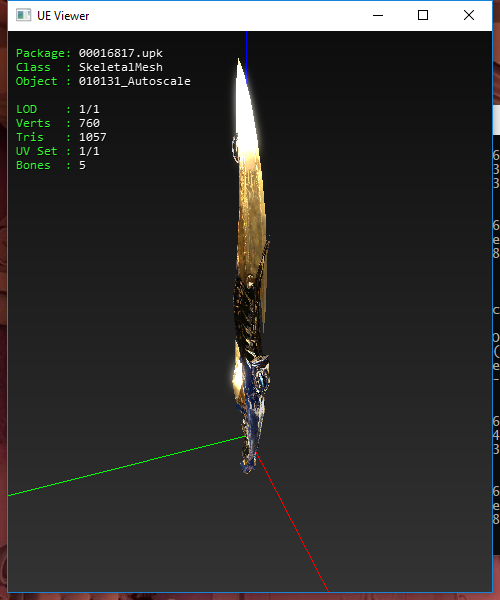 UE Viewer
Package: 00016817.upk
Class  : SkeletalMesh
Object : 010131_Autoscale
LOD    : 1/1
Verts  : 760
Tris   : 1057
UV Set : 1/1
Bones  : 5